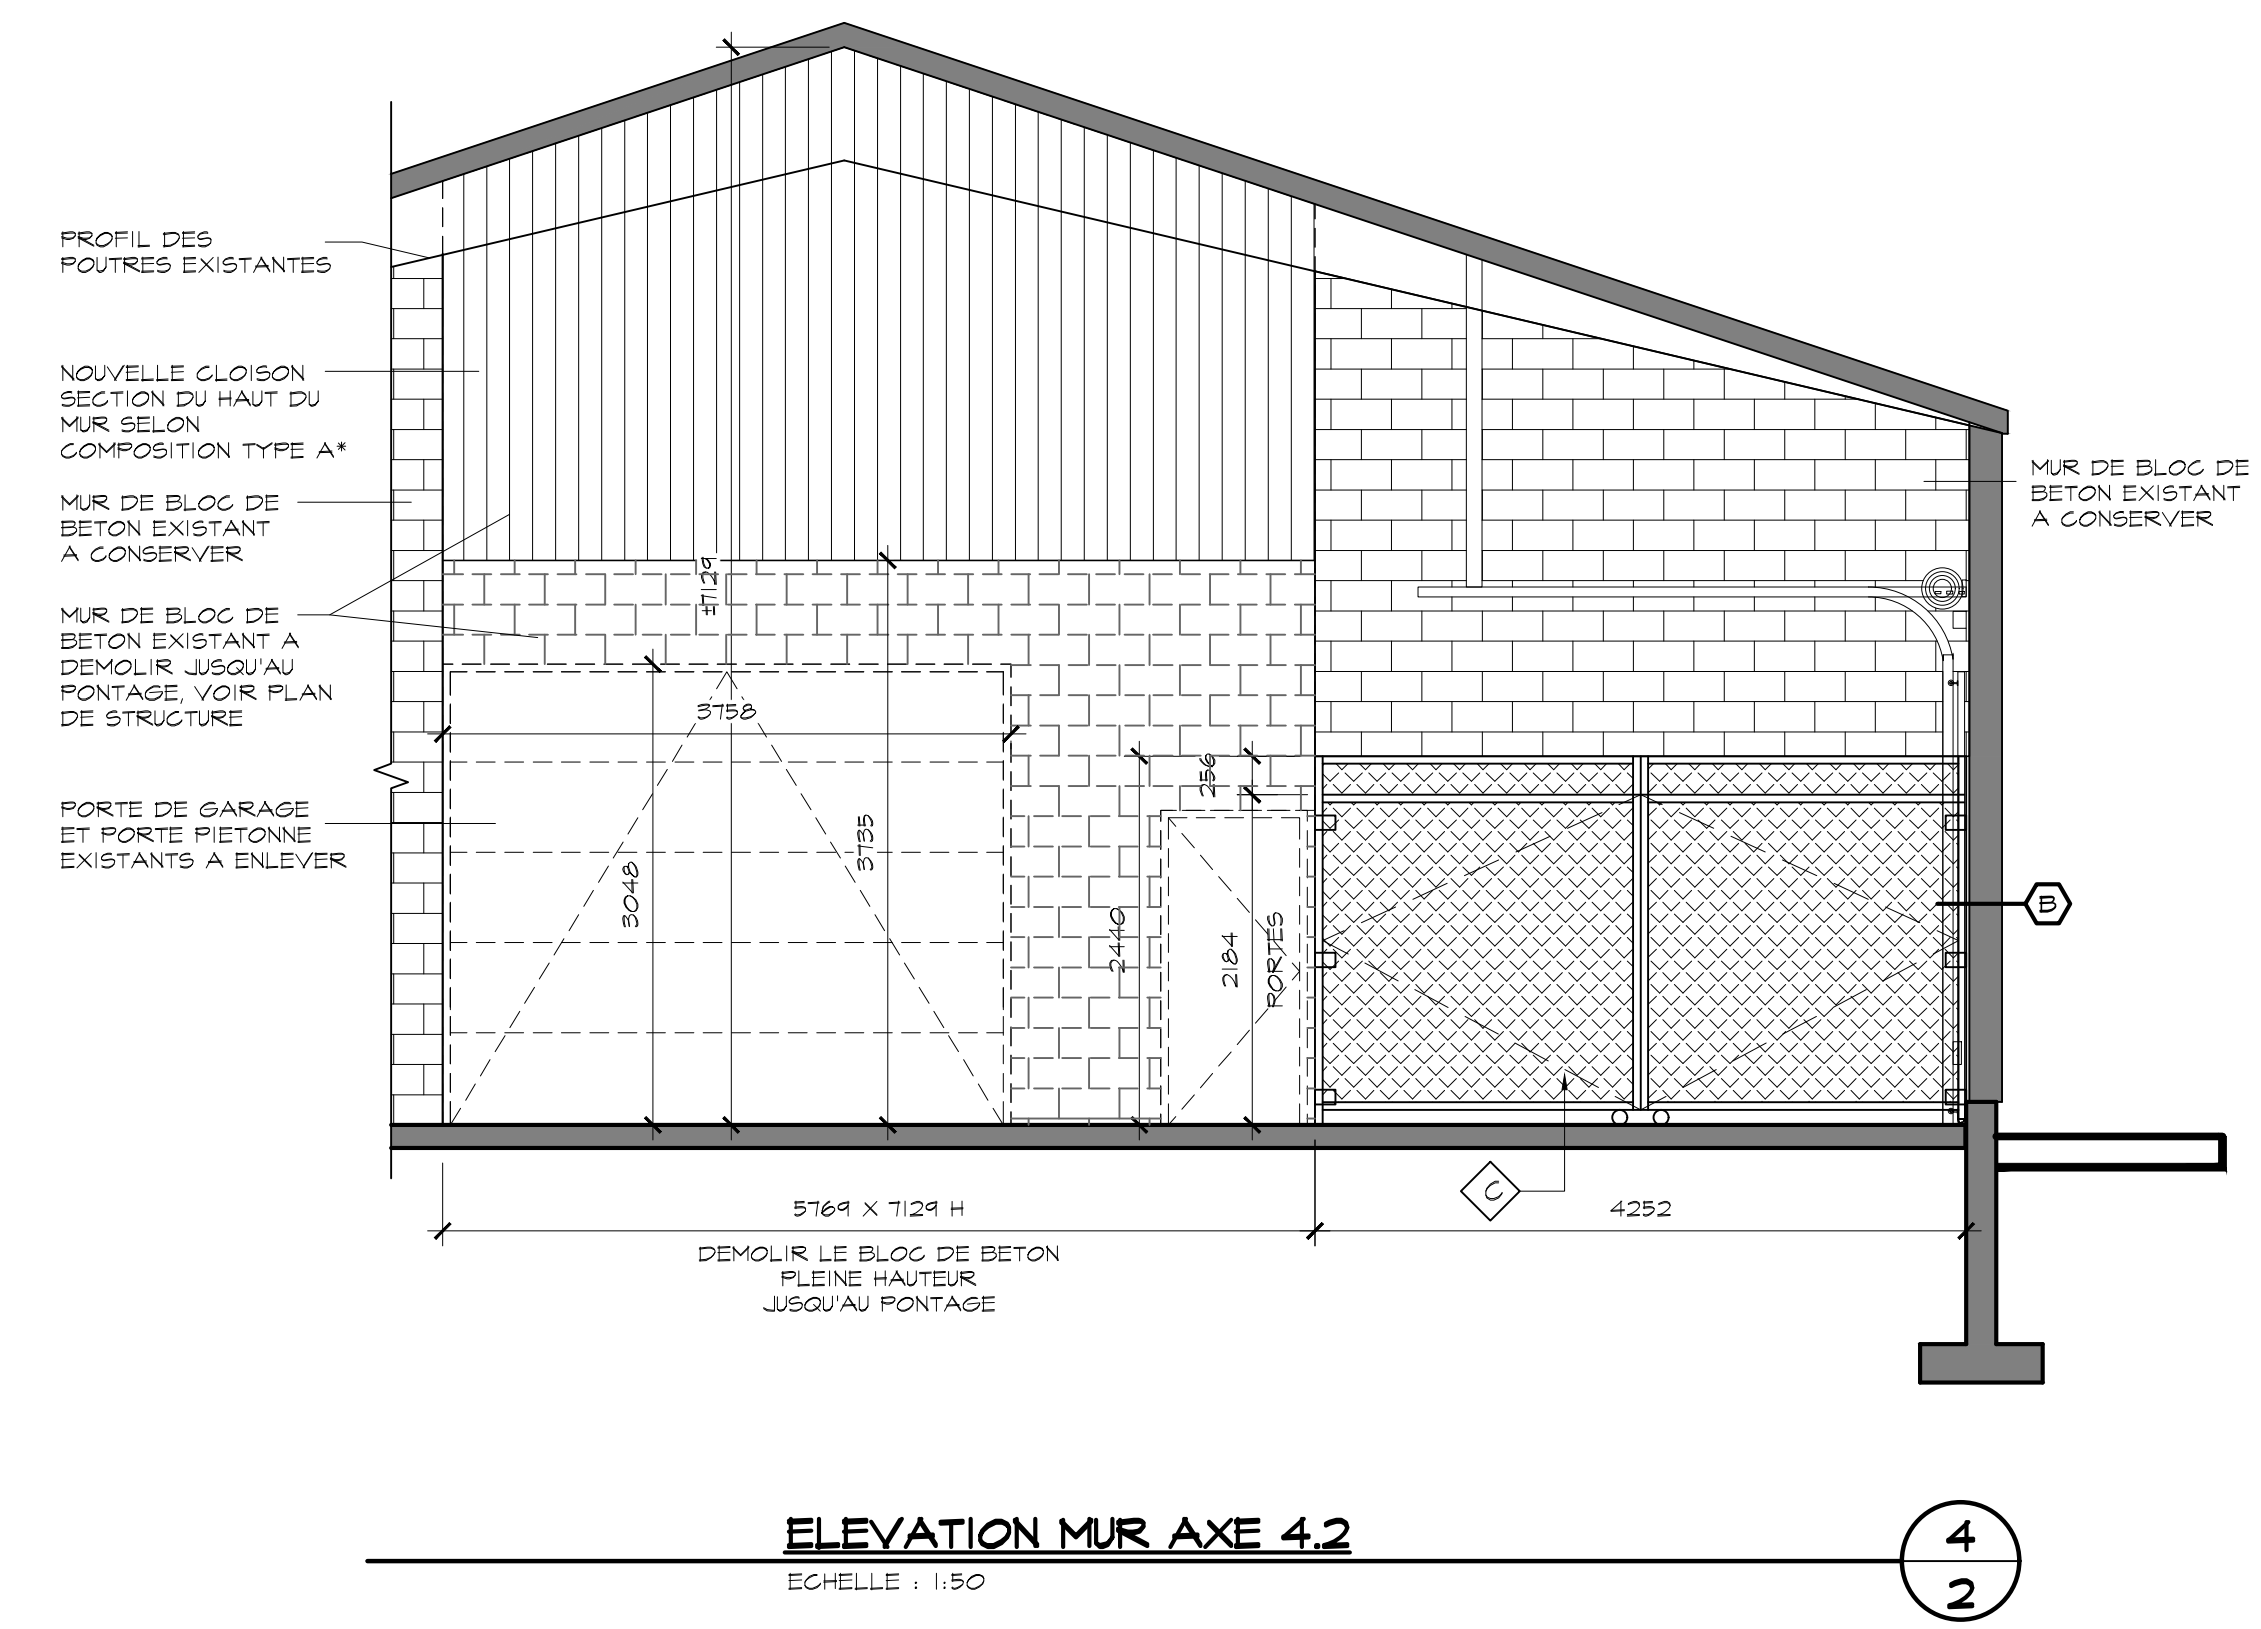 PROFIL DES
POUTRES EXISTANTES
NOUVELLE CLOISON
SECTION DU HAUT DU
MUR SELON
COMPOSITION TYPE A*
MUR DE BLOC DE
BETON EXISTANT
A CONSERVER
MUR DE BLOC DE
BETON EXISTANT A
DEMOLIR JUSQU'AU
PONTAGE, VOIR PLAN
DE STRUCTURE
PORTE DE GARAGE
ET PORTE PIETONNE
EXISTANTS A ENLEVER
±7129
3758
3048
3735
2440
256
2184
PORTES
MUR DE BLOC DE
BETON EXISTANT
A CONSERVER
B
C
5769 X 7129 H
4252
DEMOLIR LE BLOC DE BETON
PLEINE HAUTEUR
JUSQU'AU PONTAGE
ELEVATION MUR AXE 4.2
ECHELLE : 1:50
4
2